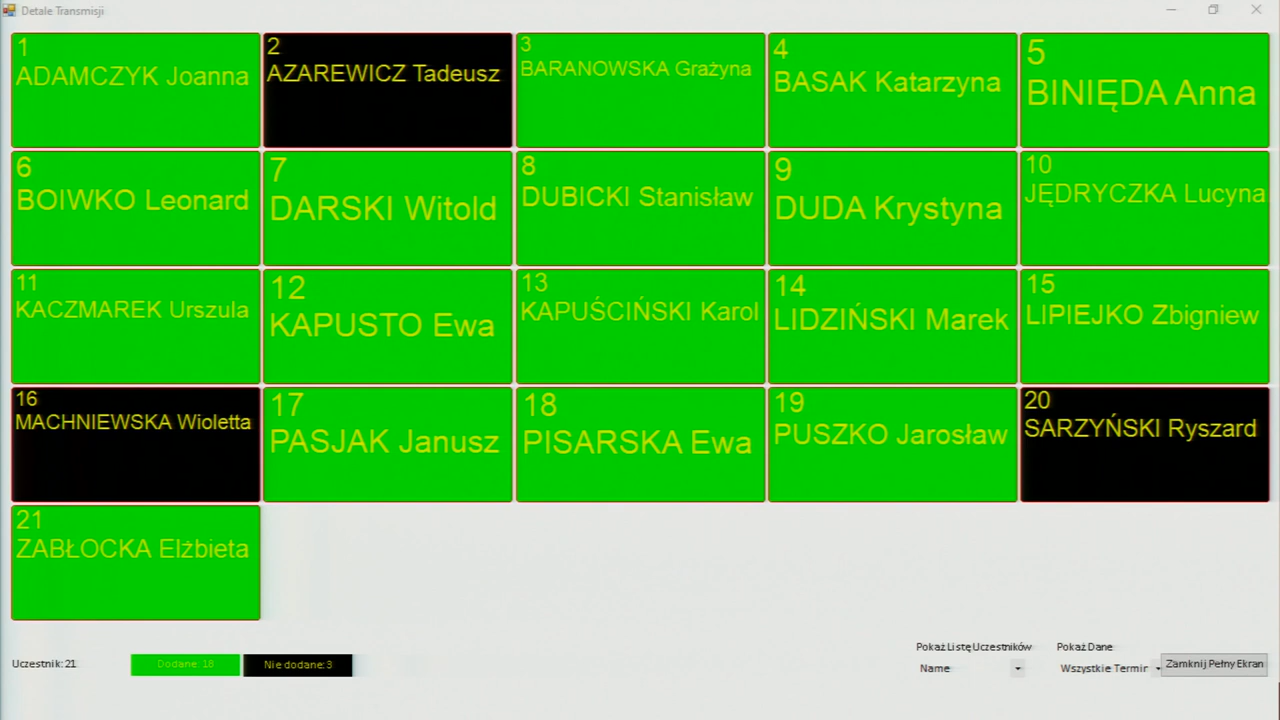 Detale Transmisji
1
ADAMCZYK Joanna
2
AZAREWICZ Tadeusz
3
BARANOWSKA Grażyna
4
BASAK Katarzyna
5
BINIĘDA Anna
6
BOIWKO Leonard
7
DARSKI Witold
8
DUBICKI Stanisław
9
DUDA Krystyna
10
JĘDRYCZKA Lucyna
11
KACZMAREK Urszula
12
KAPUSTO Ewa
13
KAPUŚCIŃSKI Karol
14
LIDZIŃSKI Marek
15
LIPIEJKO Zbigniew
16
MACHNIEWSKA Wioletta
17
PASJAK Janusz
18
PISARSKA Ewa
19
PUSZKO Jarosław
20
SARZYŃSKI Ryszard
21
ZABŁOCKA Elżbieta
Uczestnik: 21
Dodane: 18
Nie dodane: 3
Pokaż Listę Uczestników
Name
Pokaż Dane
Wszystkie Termir
Zamknij Pełny Ekran